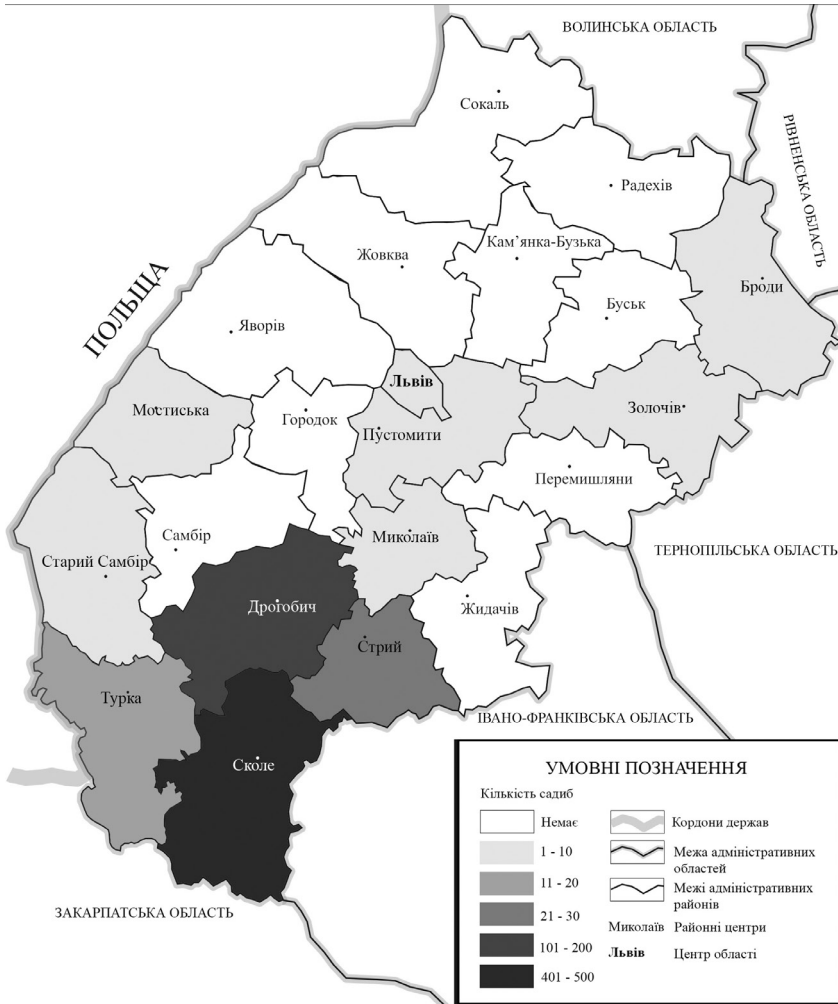 ВОЛИНСЬКА ОБЛАСТЬ
РІВНЕНСЬКА ОБЛАСТЬ
Сокаль
Радехів
Кам’янка-Бузька
Жовква
ПОЛЬЩА
Броди
Буськ
Яворів
Львів
Мостиська
Городок
Пустомити
Золочів
Перемишляни
Самбір
Миколаїв
ТЕРНОПІЛЬСЬКА ОБЛАСТЬ
Старий Самбір
Дрогобич
Жидачів
Стрий
Турка
ІВАНО-ФРАНКІВСЬКА ОБЛАСТЬ
Сколе
ЗАКАРПАТСЬКА ОБЛАСТЬ
УМОВНІ ПОЗНАЧЕННЯ
Кількість садиб
Немає
1 - 10
11 - 20
21 - 30
101 - 200
401 - 500
Кордони держав
Межа адміністративних
областей
Межі адміністративних
районів
Миколаїв Районні центри
Львів Центр області